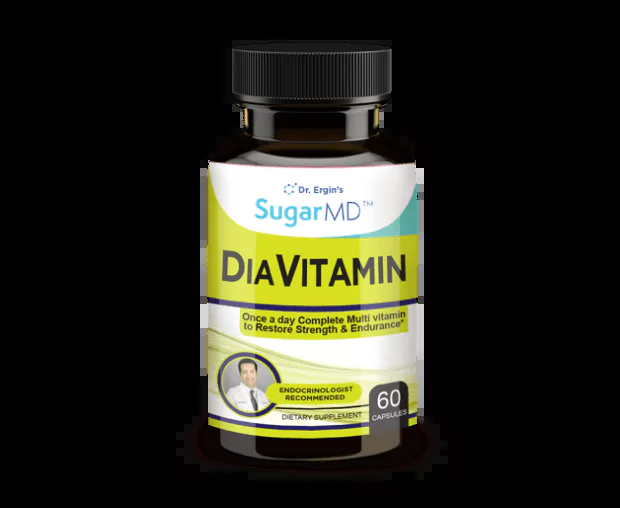 Dr. Ergin's
SugarMD™
DIAVITAMIN
Once a day Complete Multi vitamin
to Restore Strength & Endurance*
ENDOCRINOLOGIST
RECOMMENDED
DIETARY SUPPLEMENT
60
CAPSULES